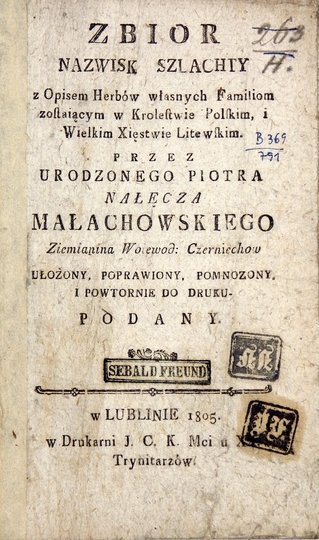 ZBIOR
263
H.
NAZWISK SZLACHTY
z Opisem Herbów własnych Familiom
zostaiącym w Krolestwie Polskim, i
Wielkim Xięstwie Litewskim.
B 369
791
PRZEZ
URODZONEGO PIOTRA
NAŁĘCZA
MAŁACHOWSKIEGO
Ziemianina Woiewod: Czerniechow
UŁOŻONY, POPRAWIONY, POMNOZONY,
I POWTORNIE DO DRUKU-
PODANY.
SEBALD FREUND
w LUBLINIE 1805.
w Drukarni J. C. K. Mci u X
Trynitarzów.